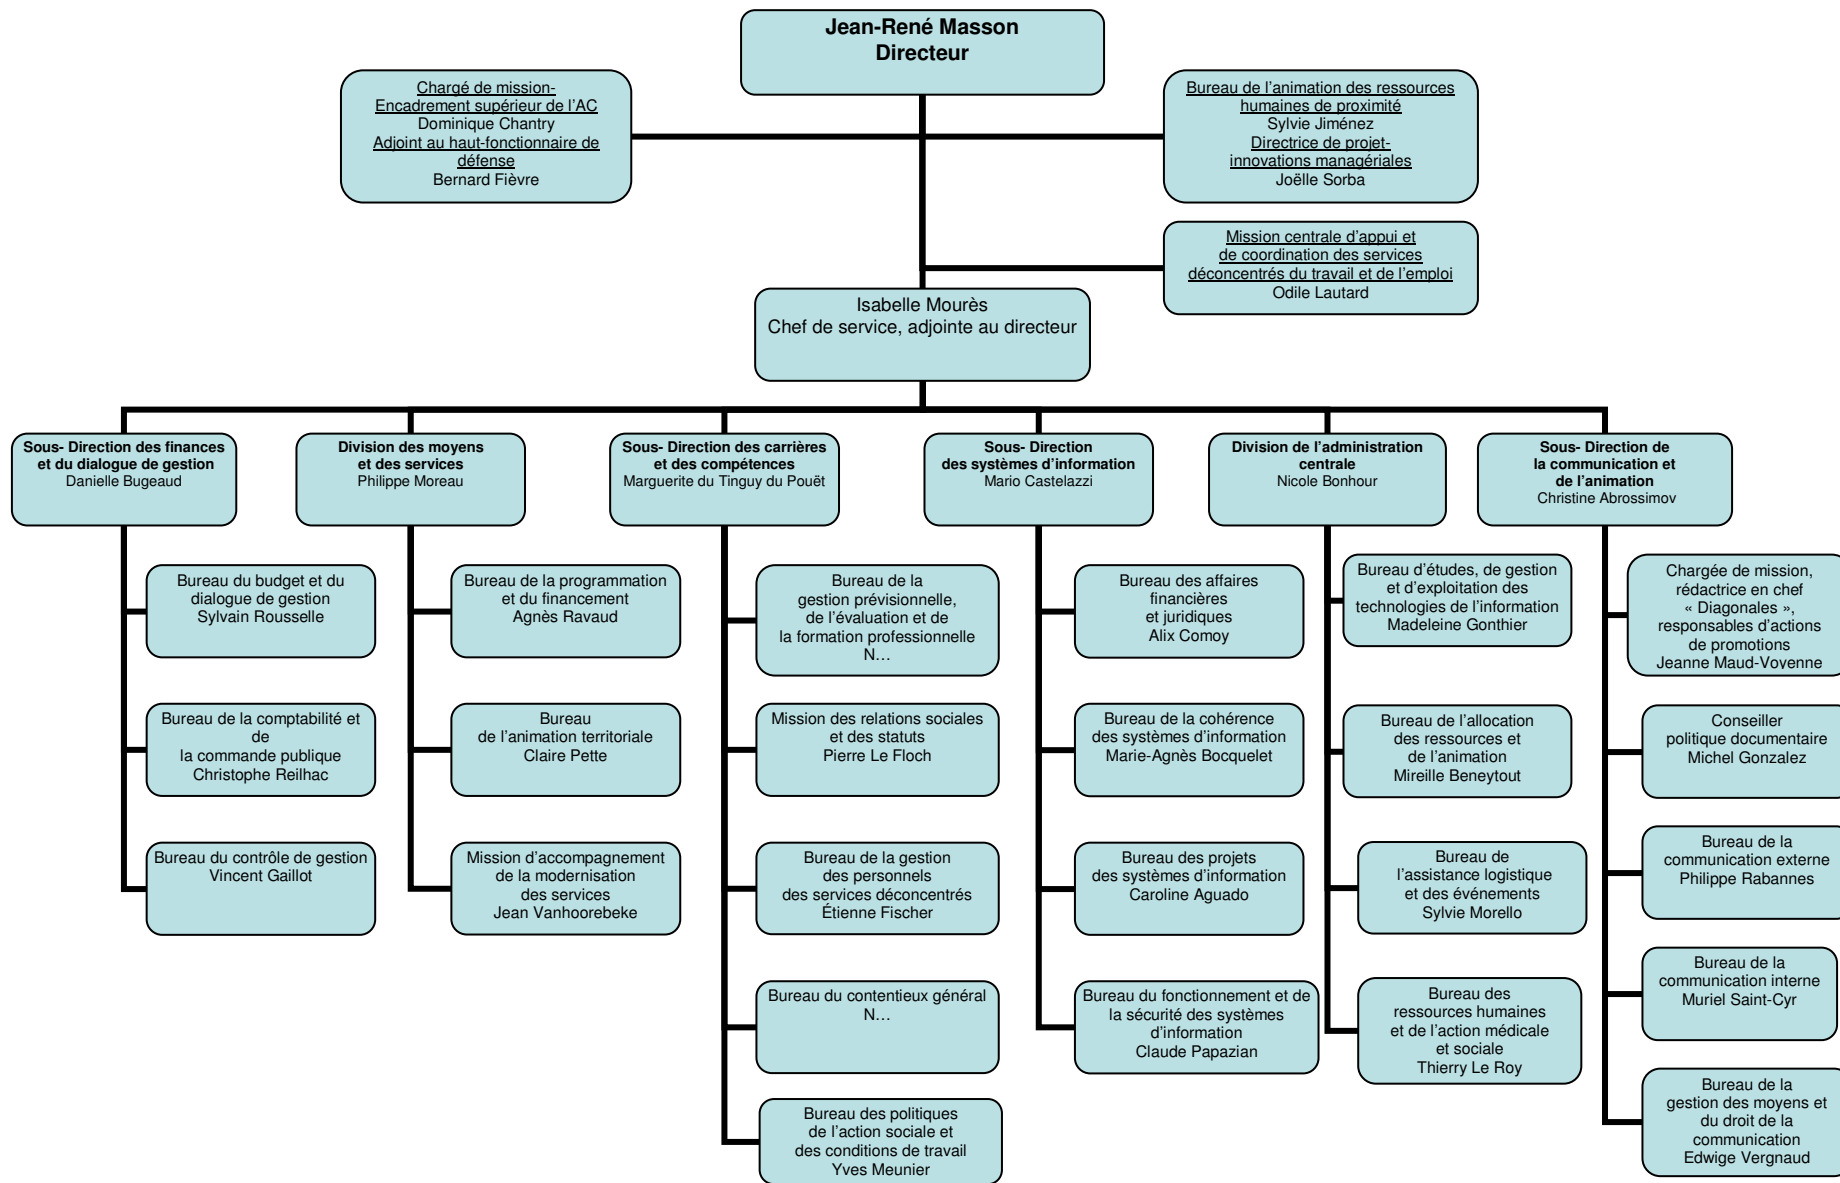 Jean-René Masson
Directeur
Chargé de mission-
Encadrement supérieur de l'AC
Dominique Chantry
Adjoint au haut-fonctionnaire de
défense
Bernard Fièvre
Bureau de l'animation des ressources
humaines de proximité
Sylvie Jiménez
Directrice de projet-
innovations managériales
Joëlle Sorba
Mission centrale d'appui et
de coordination des services
déconcentrés du travail et de l'emploi
Odile Lautard
Isabelle Mourès
Chef de service, adjointe au directeur
Sous- Direction des finances
et du dialogue de gestion
Danielle Bugeaud
Division des moyens
et des services
Philippe Moreau
Sous- Direction des carrières
et des compétences
Marguerite du Tinguy du Pouët
Sous- Direction
des systèmes d'information
Mario Castelazzi
Division de l'administration
centrale
Nicole Bonhour
Sous- Direction de
la communication et
de l'animation
Christine Abrossimov
Bureau du budget et du
dialogue de gestion
Sylvain Rousselle
Bureau de la comptabilité et
de
la commande publique
Christophe Reilhac
Bureau du contrôle de gestion
Vincent Gaillot
Bureau de la programmation
et du financement
Agnès Ravaud
Bureau
de l'animation territoriale
Claire Pette
Mission d'accompagnement
de la modernisation
des services
Jean Vanhoorebeke
Bureau de la
gestion prévisionnelle,
de l'évaluation et de
la formation professionnelle
N…
Mission des relations sociales
et des statuts
Pierre Le Floch
Bureau de la gestion
des personnels
des services déconcentrés
Étienne Fischer
Bureau du contentieux général
N…
Bureau des politiques
de l'action sociale et
des conditions de travail
Yves Meunier
Bureau des affaires
financières
et juridiques
Alix Comoy
Bureau de la cohérence
des systèmes d'information
Marie-Agnès Bocquelet
Bureau des projets
des systèmes d'information
Caroline Aguado
Bureau du fonctionnement et de
la sécurité des systèmes
d'information
Claude Papazian
Bureau d'études, de gestion
et d'exploitation des
technologies de l'information
Madeleine Gonthier
Bureau de l'allocation
des ressources et
de l'animation
Mireille Beneytout
Bureau de
l'assistance logistique
et des événements
Sylvie Morello
Bureau des
ressources humaines
et de l'action médicale
et sociale
Thierry Le Roy
Chargée de mission,
rédactrice en chef
« Diagonales »,
responsables d'actions
de promotions
Jeanne Maud-Vovenne
Conseiller
politique documentaire
Michel Gonzalez
Bureau de la
communication externe
Philippe Rabannes
Bureau de la
communication interne
Muriel Saint-Cyr
Bureau de la
gestion des moyens et
du droit de la
communication
Edwige Vergnaud